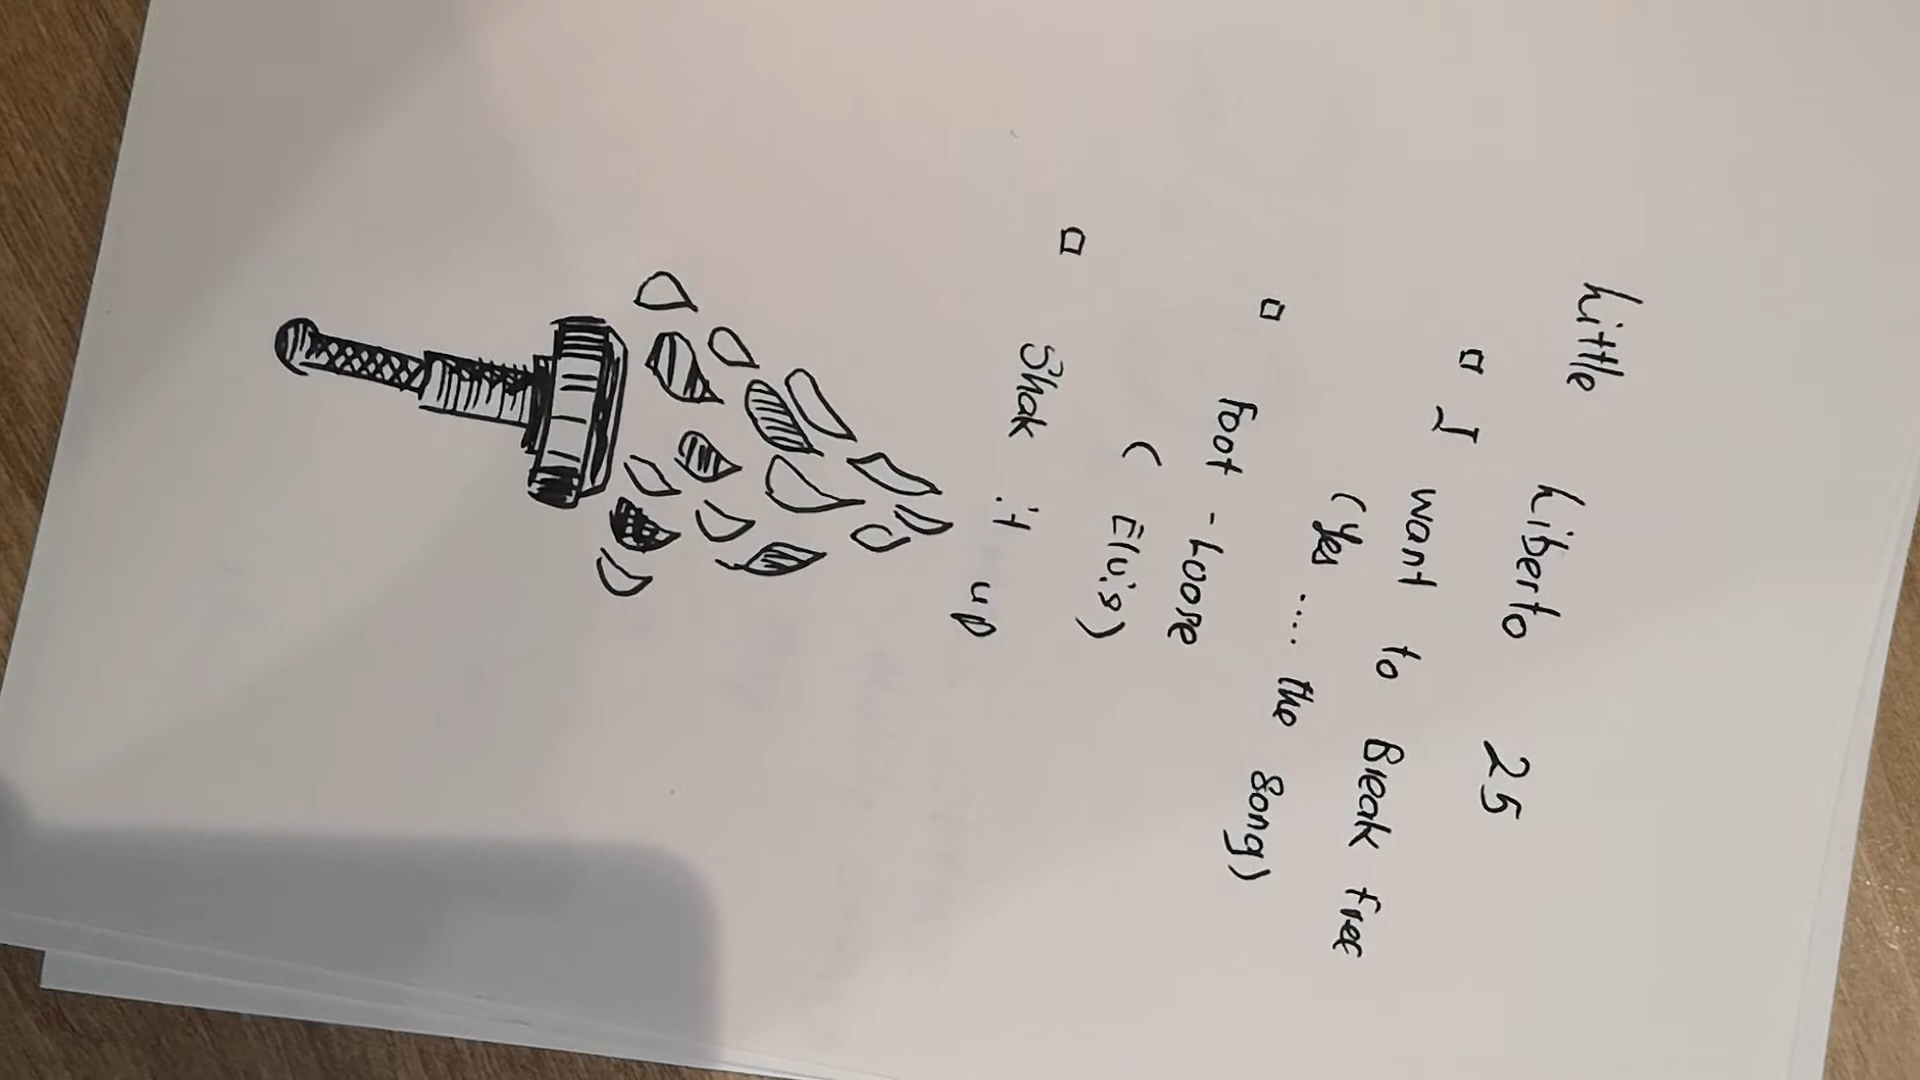 Little Liberto 25
I want to Break free
(Yes .... the song)
Foot - Loose
( Elvis)
Shak it up